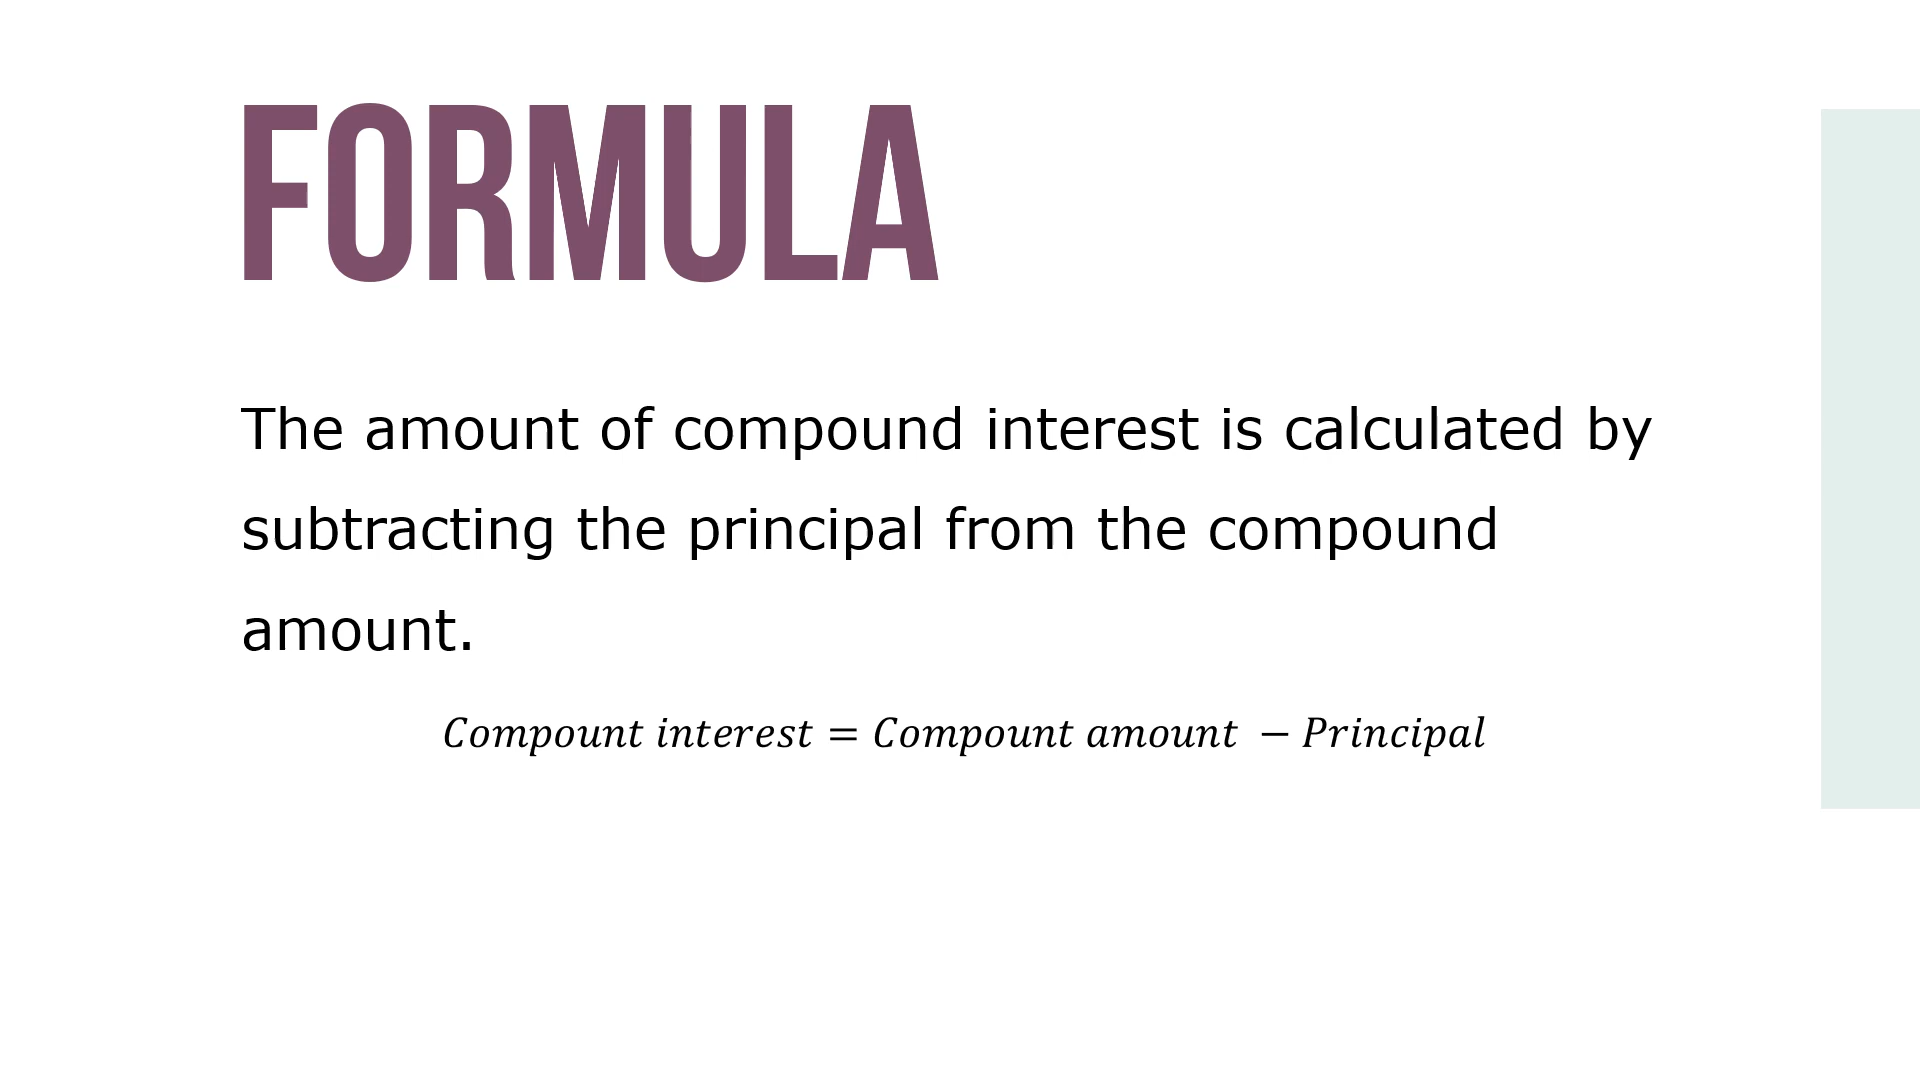 FORMULA
The amount of compound interest is calculated by
subtracting the principal from the compound
amount.
Compount interest = Compount amount − Principal